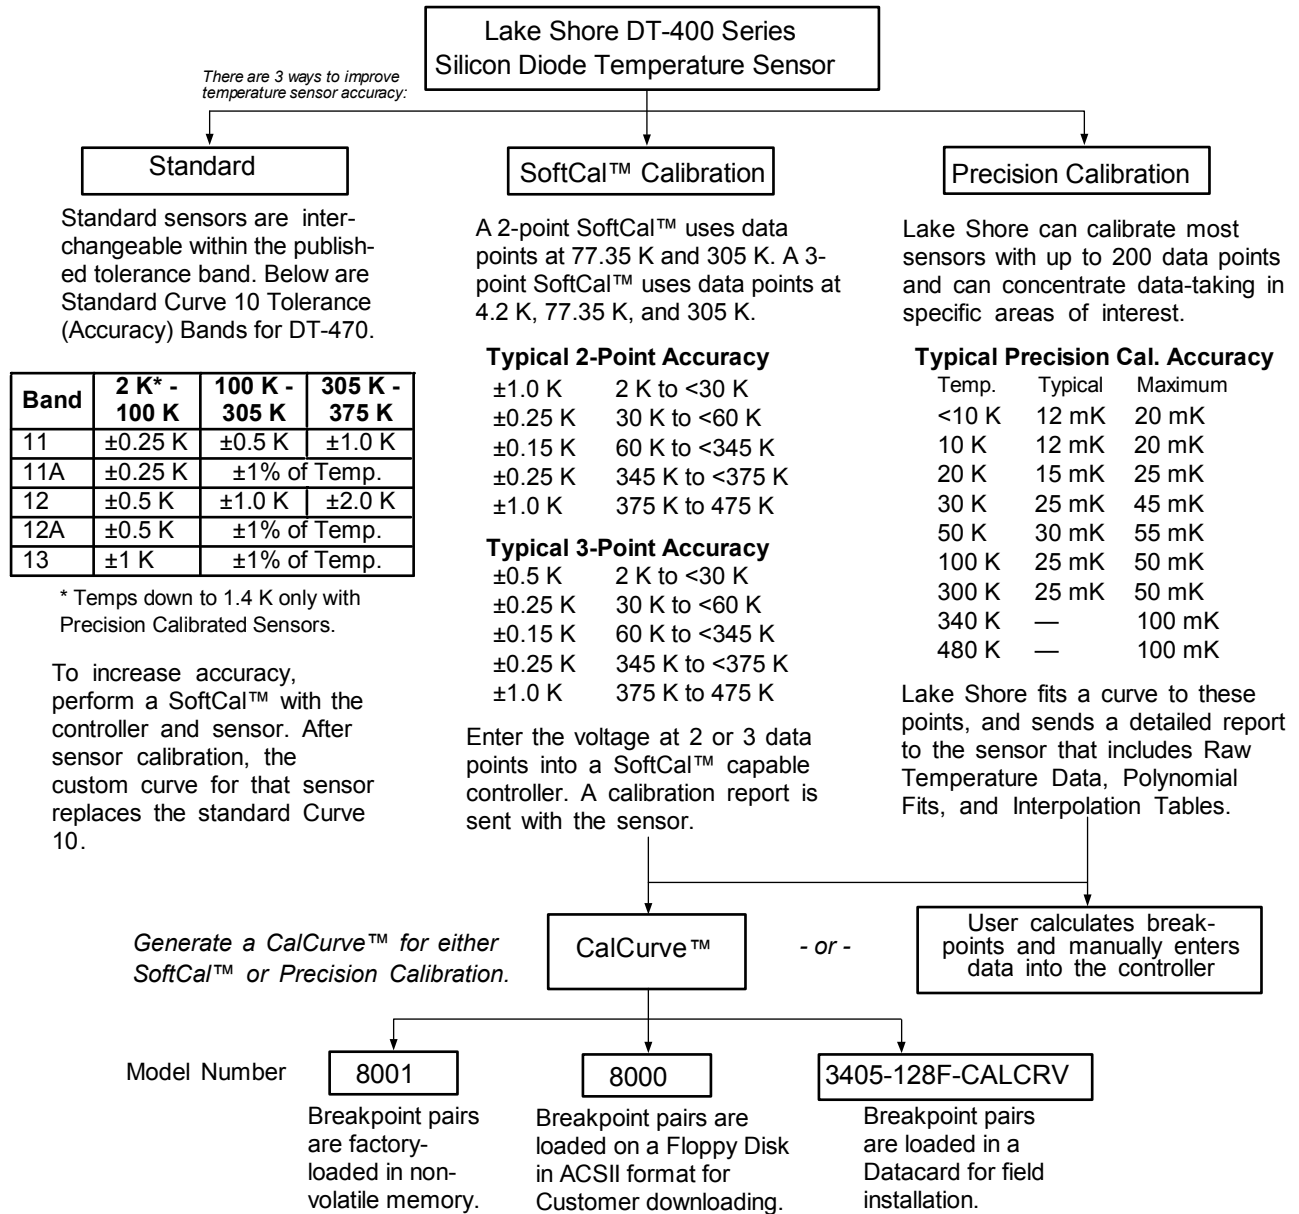 Lake Shore DT-400 Series
Silicon Diode Temperature Sensor
There are 3 ways to improve
temperature sensor accuracy:
Standard
Standard sensors are inter-
changeable within the publish-
ed tolerance band. Below are
Standard Curve 10 Tolerance
(Accuracy) Bands for DT-470.
Band 2 K* - 100 K 100 K - 305 K 305 K - 375 K
11 ±0.25 K ±0.5 K ±1.0 K
11A ±0.25 K ±1% of Temp.
12 ±0.5 K ±1.0 K ±2.0 K
12A ±0.5 K ±1% of Temp.
13 ±1 K ±1% of Temp.
* Temps down to 1.4 K only with
Precision Calibrated Sensors.
To increase accuracy,
perform a SoftCal™ with the
controller and sensor. After
sensor calibration, the
custom curve for that sensor
replaces the standard Curve
10.
SoftCal™ Calibration
A 2-point SoftCal™ uses data
points at 77.35 K and 305 K. A 3-
point SoftCal™ uses data points at
4.2 K, 77.35 K, and 305 K.
Typical 2-Point Accuracy
±1.0 K 2 K to <30 K
±0.25 K 30 K to <60 K
±0.15 K 60 K to <345 K
±0.25 K 345 K to <375 K
±1.0 K 375 K to 475 K
Typical 3-Point Accuracy
±0.5 K 2 K to <30 K
±0.25 K 30 K to <60 K
±0.15 K 60 K to <345 K
±0.25 K 345 K to <375 K
±1.0 K 375 K to 475 K
Enter the voltage at 2 or 3 data
points into a SoftCal™ capable
controller. A calibration report is
sent with the sensor.
Precision Calibration
Lake Shore can calibrate most
sensors with up to 200 data points
and can concentrate data-taking in
specific areas of interest.
Typical Precision Cal. Accuracy
Temp. Typical Maximum
<10 K 12 mK 20 mK
10 K 12 mK 20 mK
20 K 15 mK 25 mK
30 K 25 mK 45 mK
50 K 30 mK 55 mK
100 K 25 mK 50 mK
300 K 25 mK 50 mK
340 K — 100 mK
480 K — 100 mK
Lake Shore fits a curve to these
points, and sends a detailed report
to the sensor that includes Raw
Temperature Data, Polynomial
Fits, and Interpolation Tables.
Generate a CalCurve™ for either
SoftCal™ or Precision Calibration.
CalCurve™
- or -
User calculates break-
points and manually enters
data into the controller
Model Number
8001
Breakpoint pairs
are factory-
loaded in non-
volatile memory.
8000
Breakpoint pairs are
loaded on a Floppy Disk
in ACSII format for
Customer downloading.
3405-128F-CALCRV
Breakpoint pairs
are loaded in a
Datacard for field
installation.